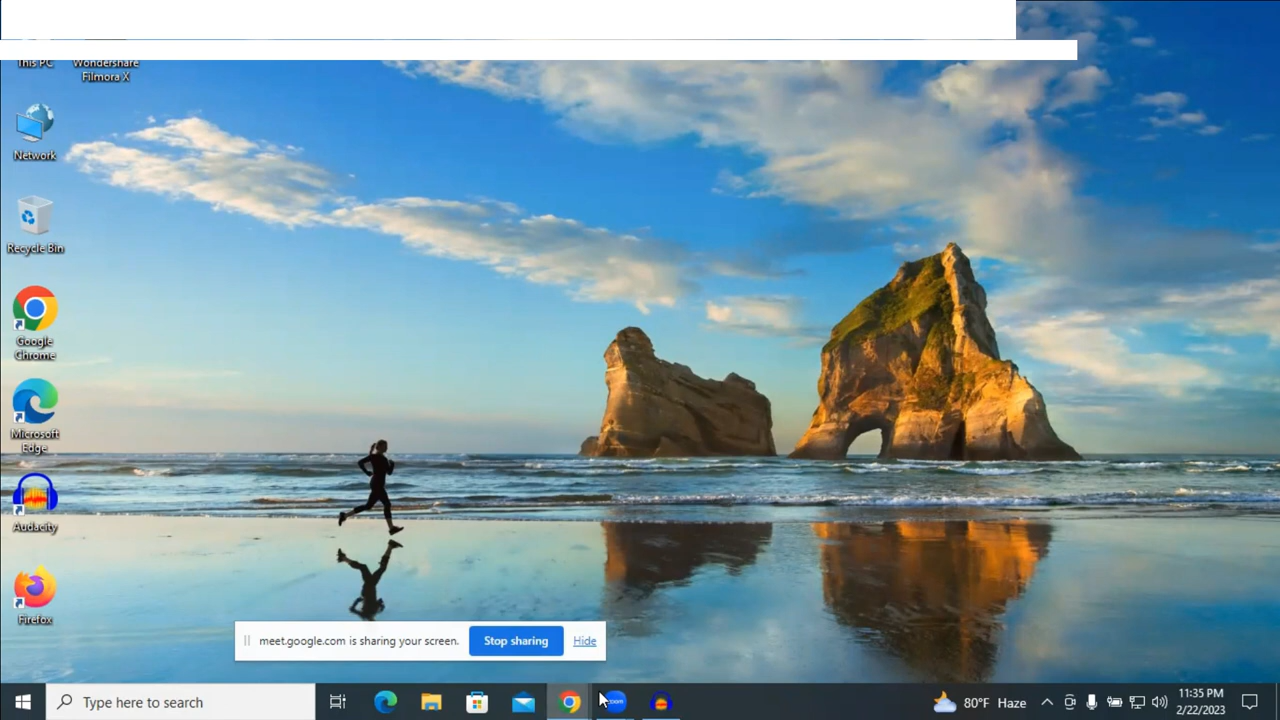 This PC
Wondershare
Filmora X
Network
Recycle Bin
Google
Chrome
Microsoft
Edge
Audacity
Firefox
meet.google.com is sharing your screen.
Stop sharing
Hide
Type here to search
zoom
80°F Haze
11:35 PM
2/22/2023